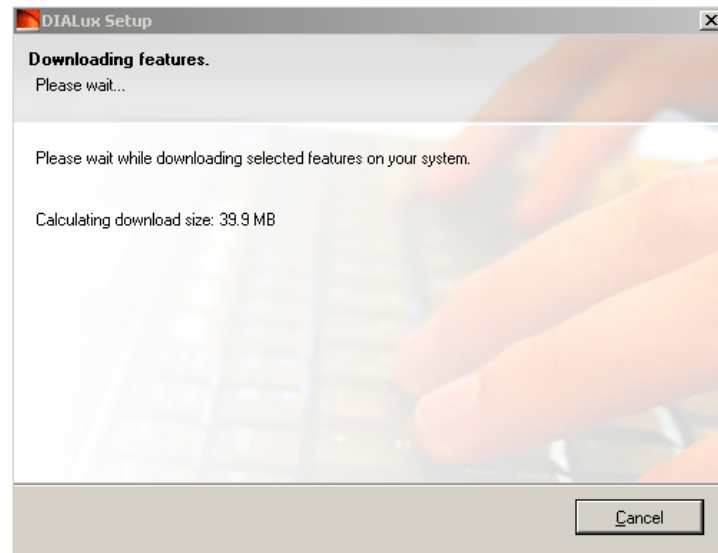 DIALux Setup
Downloading features.
Please wait...
Please wait while downloading selected features on your system.
Calculating download size: 39.9 MB
Cancel